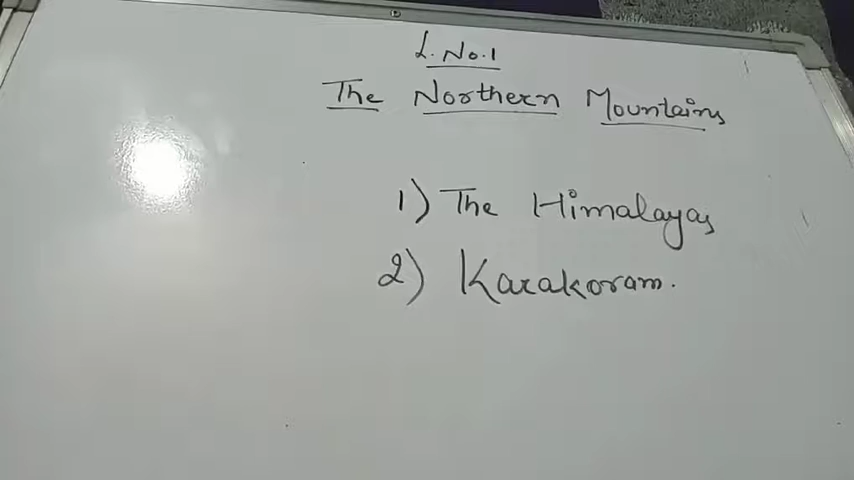 L.No.1
The Northern Mountains
1) The Himalayas
2) Karakoram.